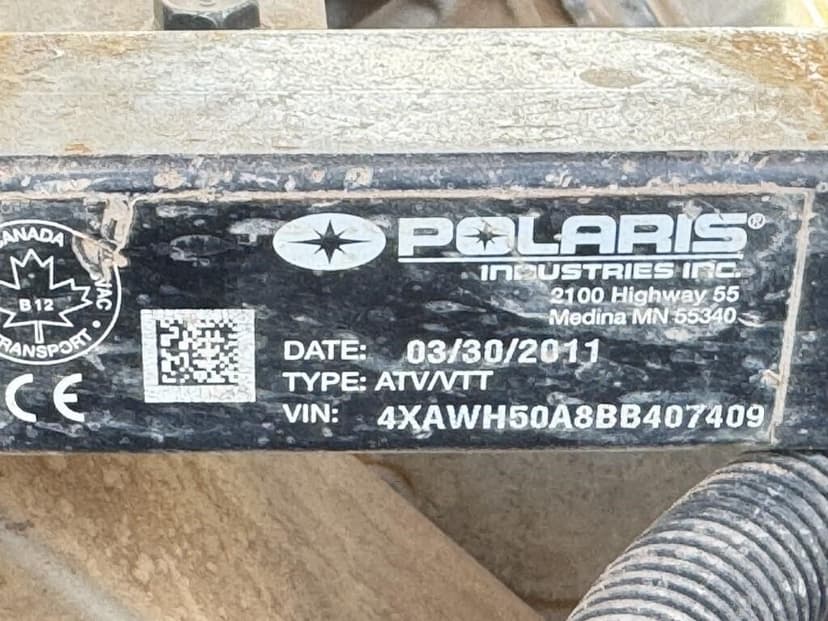 CANADA
B 12
TRANSPORT
CE
POLARIS®
INDUSTRIES INC.
2100 Highway 55
Medina MN 55340
DATE: 03/30/2011
TYPE: ATV/VTT
VIN: 4XAWH50A8BB407409